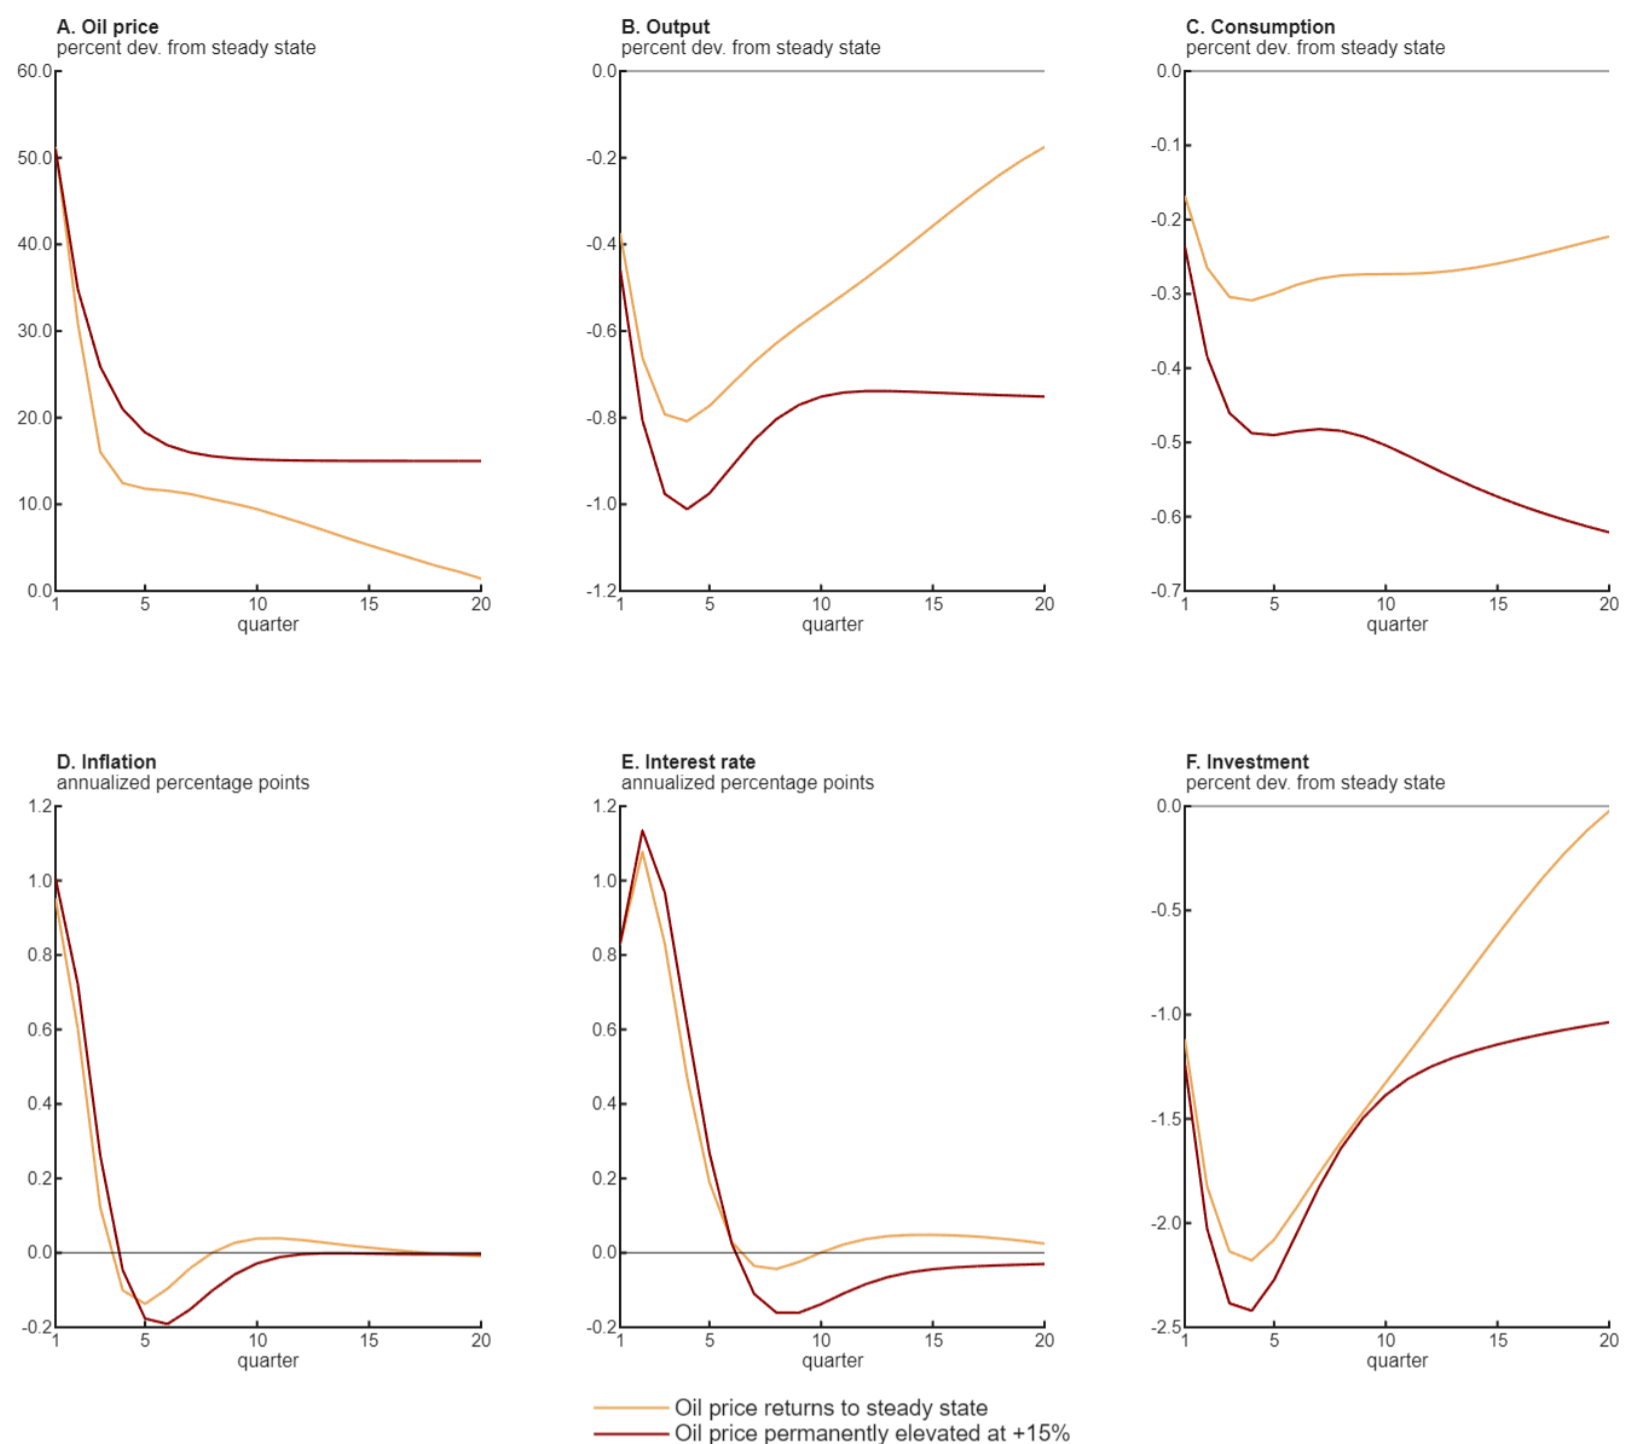 A. Oil price
percent dev. from steady state
60.0
50.0
40.0
30.0
20.0
10.0
0.0
1 5 10 15 20
quarter
B. Output
percent dev. from steady state
0.0
-0.2
-0.4
-0.6
-0.8
-1.0
-1.2
1 5 10 15 20
quarter
C. Consumption
percent dev. from steady state
0.0
-0.1
-0.2
-0.3
-0.4
-0.5
-0.6
-0.7
1 5 10 15 20
quarter
D. Inflation
annualized percentage points
1.2
1.0
0.8
0.6
0.4
0.2
0.0
-0.2
1 5 10 15 20
quarter
E. Interest rate
annualized percentage points
1.2
1.0
0.8
0.6
0.4
0.2
0.0
-0.2
1 5 10 15 20
quarter
F. Investment
percent dev. from steady state
0.0
-0.5
-1.0
-1.5
-2.0
-2.5
1 5 10 15 20
quarter
Oil price returns to steady state
Oil price permanently elevated at +15%